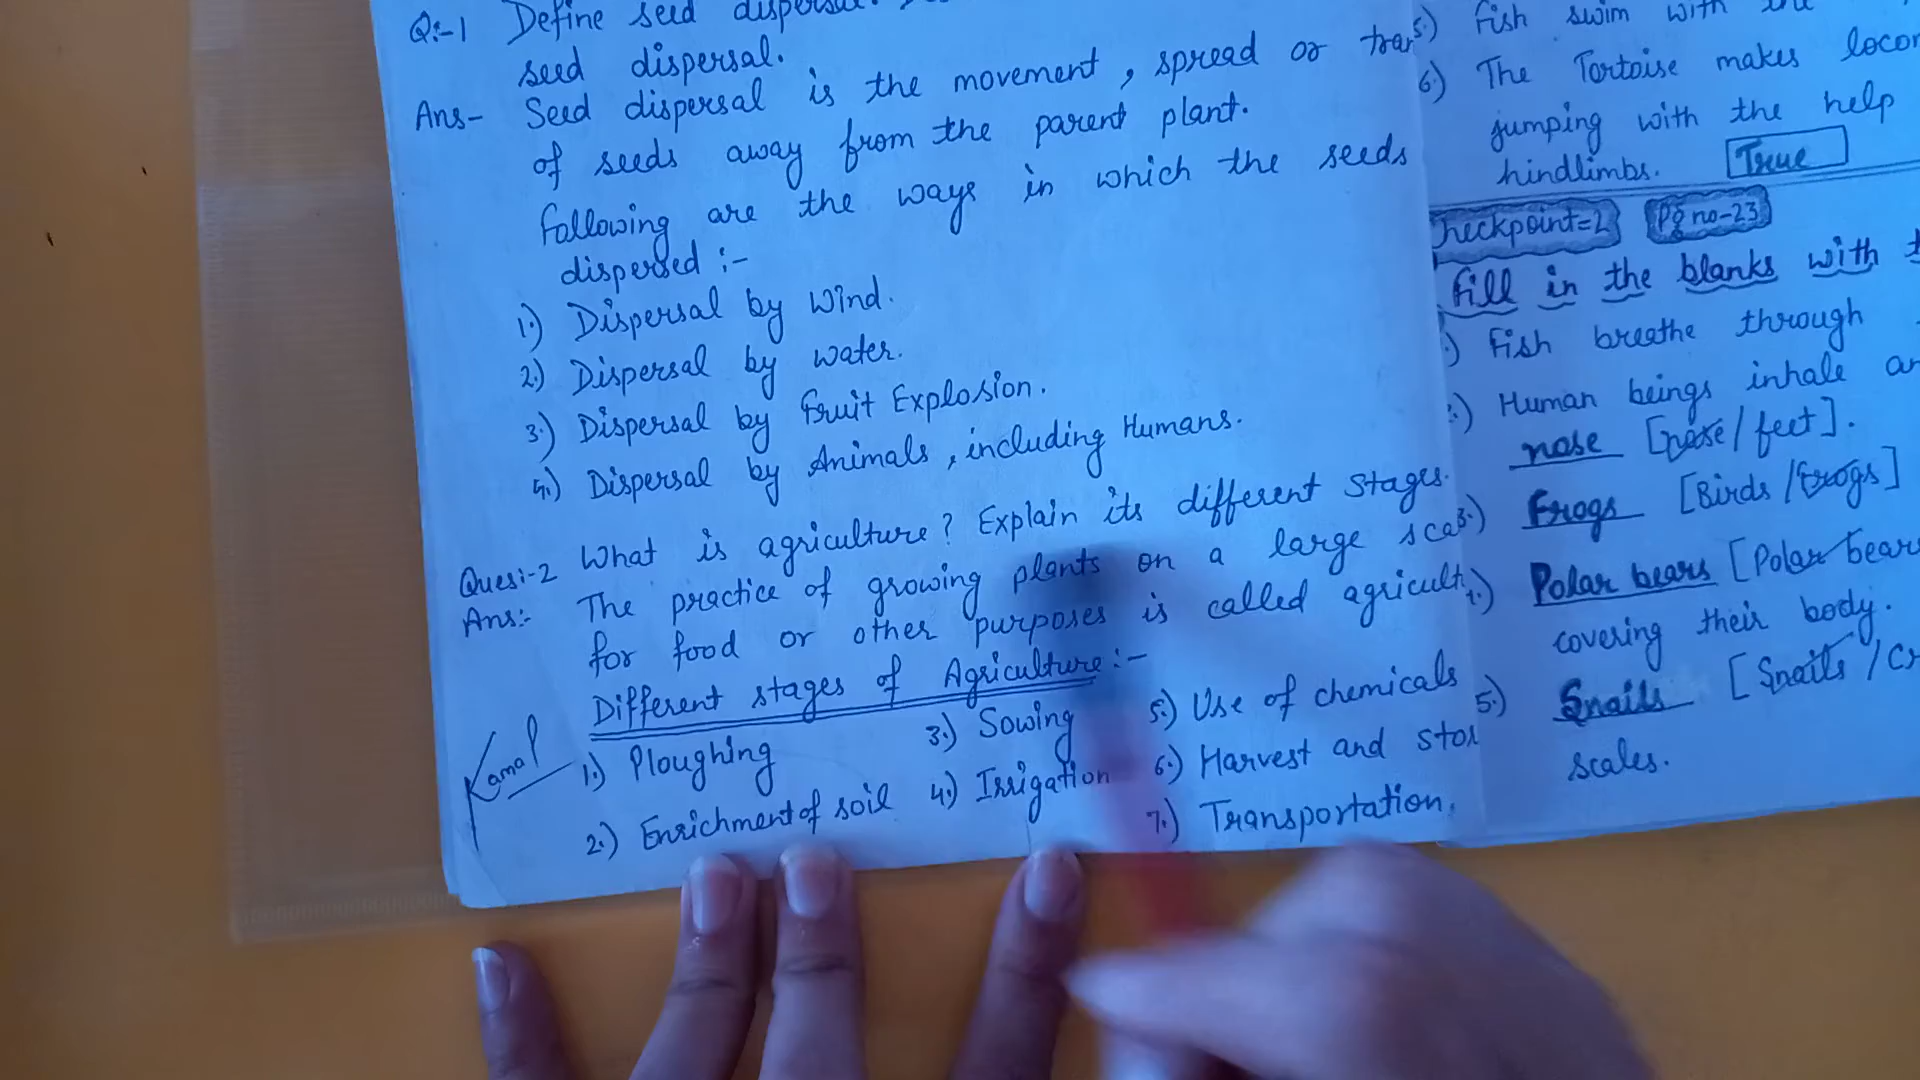 Q:-1 Define seed dispersal.
seed dispersal.
Ans- Seed dispersal is the movement, spread or
of seeds away from the parent plant.
Following are the ways in which the seeds
dispersed :-
1.) Dispersal by Wind.
2.) Dispersal by water.
3.) Dispersal by Fruit Explosion.
4.) Dispersal by Animals, including Humans.
Ques:-2 What is agriculture? Explain its different Stages.
Ans:- The practice of growing plants on a large
for food or other purposes is called
Different stages of Agriculture:-
1.) Ploughing
2.) Enrichment of soil
3.) Sowing
4.) Irrigation
5.) Use of chemicals
6.) Harvest and
7.) Transportation.
Kamal
5.) Fish swim with the
6.) The Tortoise makes
jumping with the help
hindlimbs. True
Pg no-23
Fill in the blanks with
Fish breathe through
Human beings inhale
nose [nose/feet].
3.) Frogs [Birds/Frogs]
Polar bears [Polar bears
covering their body.
5.) Snails [Snails/
scales.